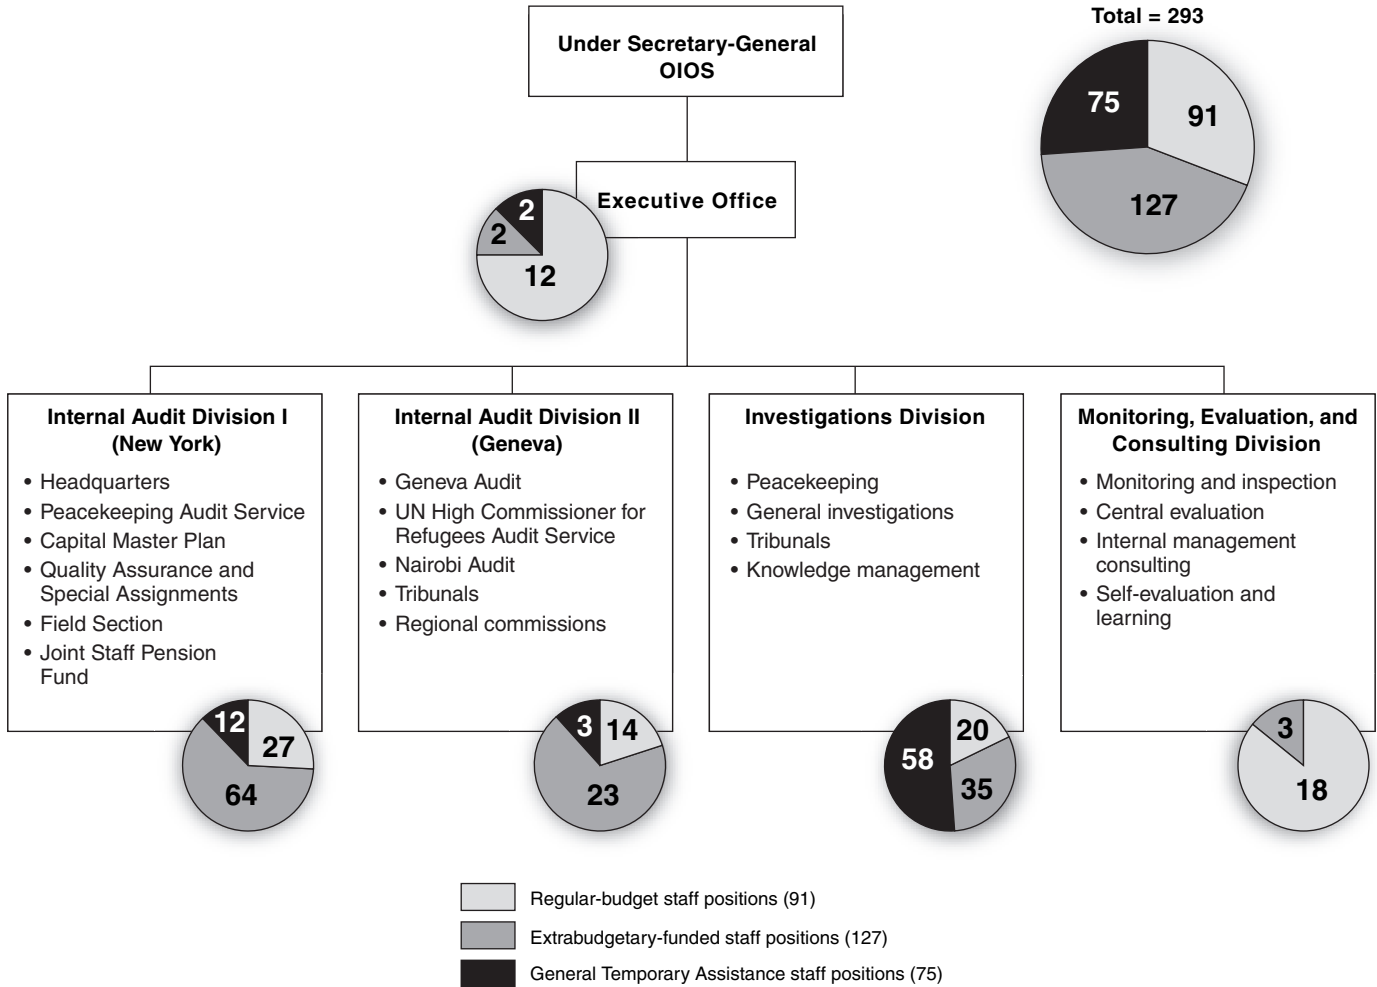 Under Secretary-General
OIOS
Total = 293
75
91
127
Executive Office
2
2
12
Internal Audit Division I
(New York)
• Headquarters
• Peacekeeping Audit Service
• Capital Master Plan
• Quality Assurance and
Special Assignments
• Field Section
• Joint Staff Pension
Fund
12
27
64
Internal Audit Division II
(Geneva)
• Geneva Audit
• UN High Commissioner for
Refugees Audit Service
• Nairobi Audit
• Tribunals
• Regional commissions
3
14
23
Investigations Division
• Peacekeeping
• General investigations
• Tribunals
• Knowledge management
20
58
35
Monitoring, Evaluation, and
Consulting Division
• Monitoring and inspection
• Central evaluation
• Internal management
consulting
• Self-evaluation and
learning
3
18
Regular-budget staff positions (91)
Extrabudgetary-funded staff positions (127)
General Temporary Assistance staff positions (75)